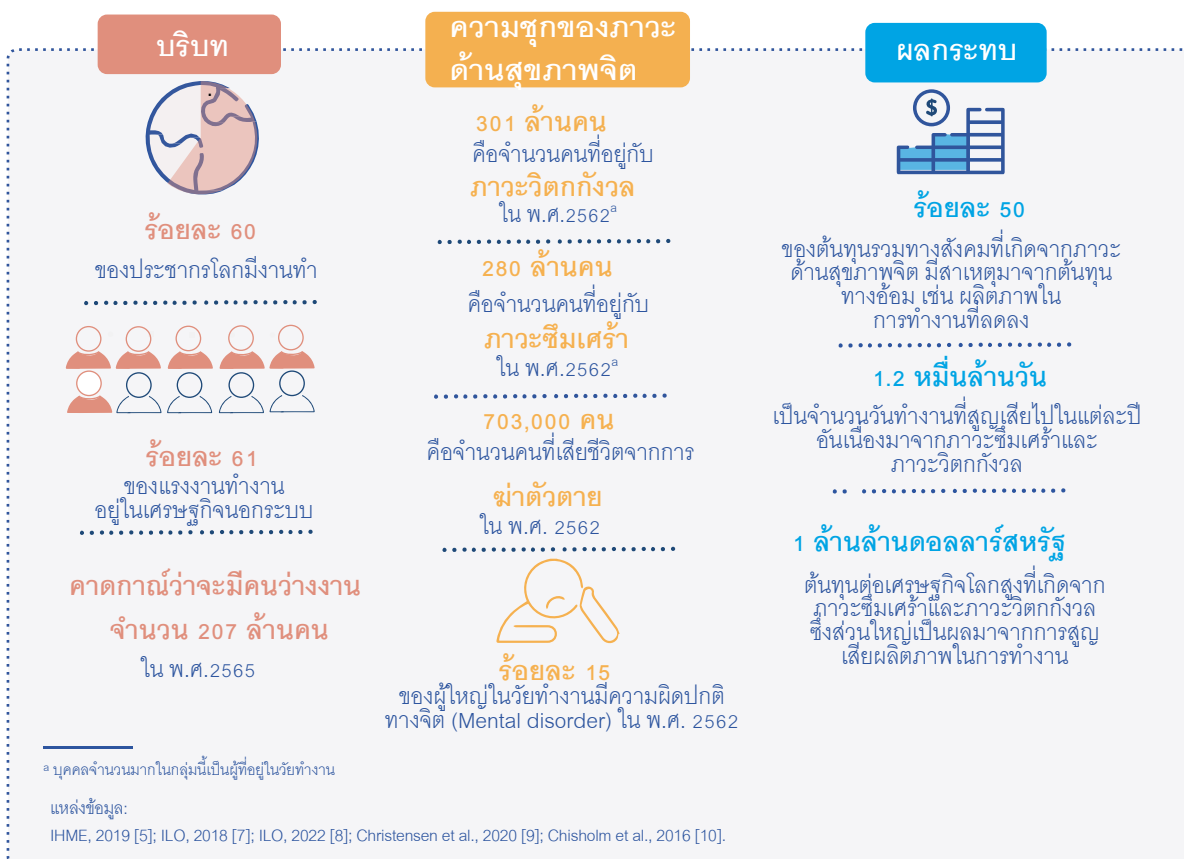 บริบท
ร้อยละ 60
ของประชากรโลกมีงานทำ
ร้อยละ 61
ของแรงงานทำงาน
อยู่ในเศรษฐกิจนอกระบบ
คาดกาณ์ว่าจะมีคนว่างงาน
จำนวน 207 ล้านคน
ใน พ.ศ.2565
ความชุกของภาวะ
ด้านสุขภาพจิต
301 ล้านคน
คือจำนวนคนที่อยู่กับ
ภาวะวิตกกังวล
ใน พ.ศ.2562ᵃ
280 ล้านคน
คือจำนวนคนที่อยู่กับ
ภาวะซึมเศร้า
ใน พ.ศ.2562ᵃ
703,000 คน
คือจำนวนคนที่เสียชีวิตจากการ
ฆ่าตัวตาย
ใน พ.ศ. 2562
ร้อยละ 15
ของผู้ใหญ่ในวัยทำงานมีความผิดปกติ
ทางจิต (Mental disorder) ใน พ.ศ. 2562
ผลกระทบ
$
ร้อยละ 50
ของต้นทุนรวมทางสังคมที่เกิดจากภาวะ
ด้านสุขภาพจิต มีสาเหตุมาจากต้นทุน
ทางอ้อม เช่น ผลิตภาพใน
การทำงานที่ลดลง
1.2 หมื่นล้านวัน
เป็นจำนวนวันทำงานที่สูญเสียไปในแต่ละปี
อันเนื่องมาจากภาวะซึมเศร้าและ
ภาวะวิตกกังวล
1 ล้านล้านดอลลาร์สหรัฐ
ต้นทุนต่อเศรษฐกิจโลกสูงที่เกิดจาก
ภาวะซึมเศร้าและภาวะวิตกกังวล
ซึ่งส่วนใหญ่เป็นผลมาจากการสูญ
เสียผลิตภาพในการทำงาน
ᵃ บุคคลจำนวนมากในกลุ่มนี้เป็นผู้ที่อยู่ในวัยทำงาน
แหล่งข้อมูล:
IHME, 2019 [5]; ILO, 2018 [7]; ILO, 2022 [8]; Christensen et al., 2020 [9]; Chisholm et al., 2016 [10].